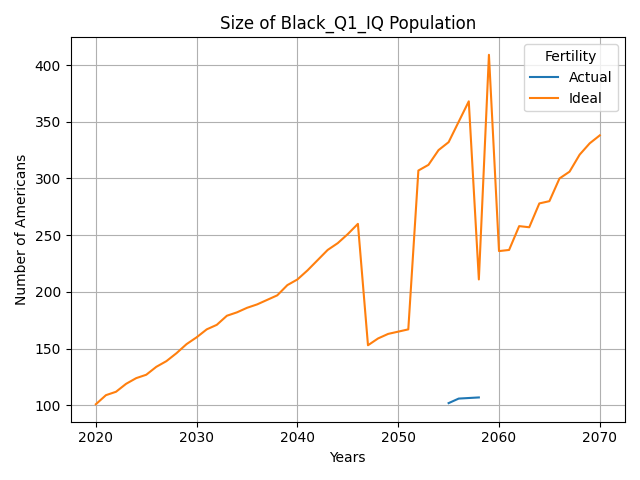 Size of Black_Q1_IQ Population
Fertility
Actual
Ideal
Number of Americans
400
350
300
250
200
150
100
2020
2030
2040
2050
2060
2070
Years